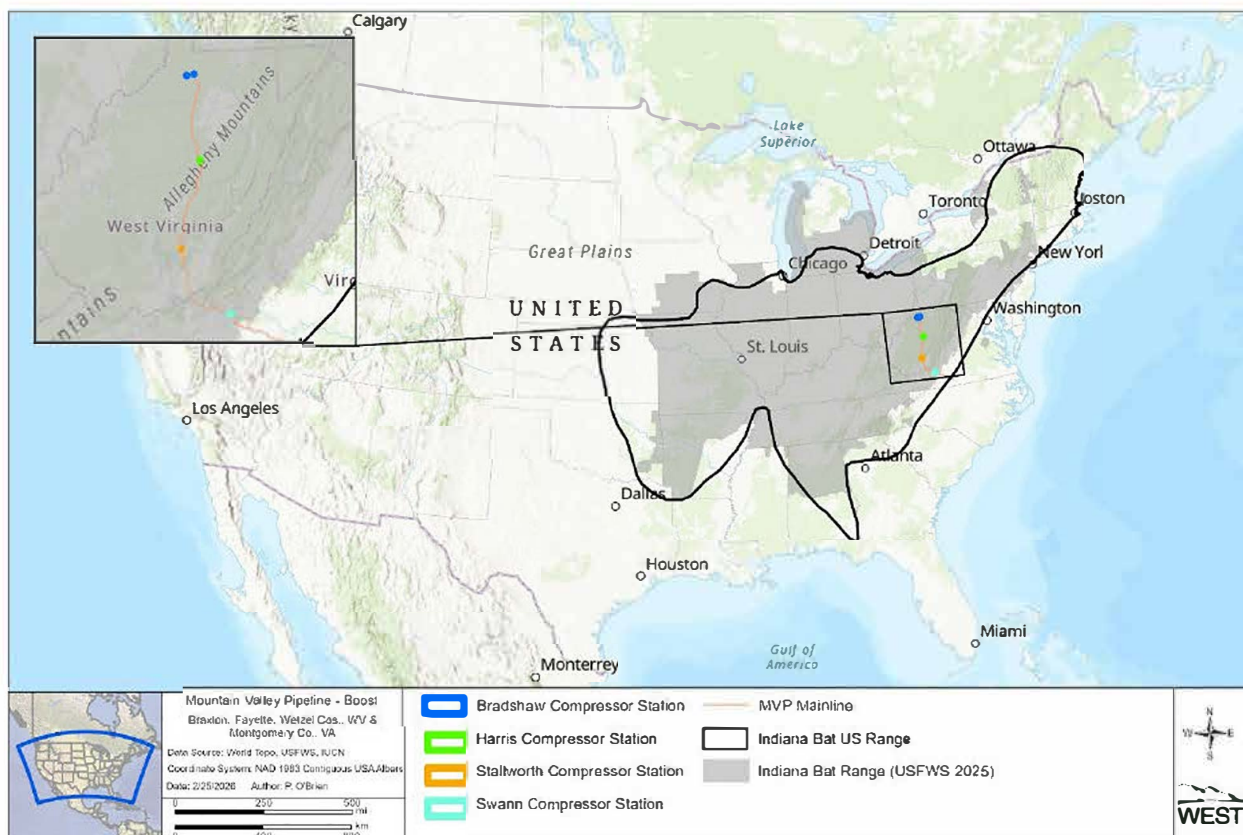 Calgary
Allegheny Mountains
West Virginia
Virg
ntains
Lake
Superior
Ottawa
Toronto
Boston
Detroit
Chicago
New Yorl
Great Plains
UNITED
STATES
Washington
St. Louis
Los Angeles
Atlanta
Dallas
Houston
Monterrey
Miami
Gulf of
America
Mountain Valley Pipeline - Boost
Braxton, Fayette, Wetzel Cos., WV &
Montgomery Co., VA
Data Source: World Topo, USFWS, IUCN
Coordinate System: NAD 1983 Contiguous USA Albers
Date: 2/25/2026 Author: P. O'Brien
0 250 500
mi
km
Bradshaw Compressor Station
Harris Compressor Station
Stallworth Compressor Station
Swann Compressor Station
MVP Mainline
Indiana Bat US Range
Indiana Bat Range (USFWS 2025)
N
W E
S
WEST